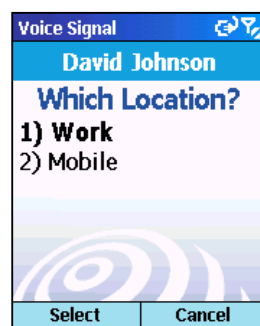 Voice Signal
David Johnson
Which Location?
1) Work
2) Mobile
Select Cancel